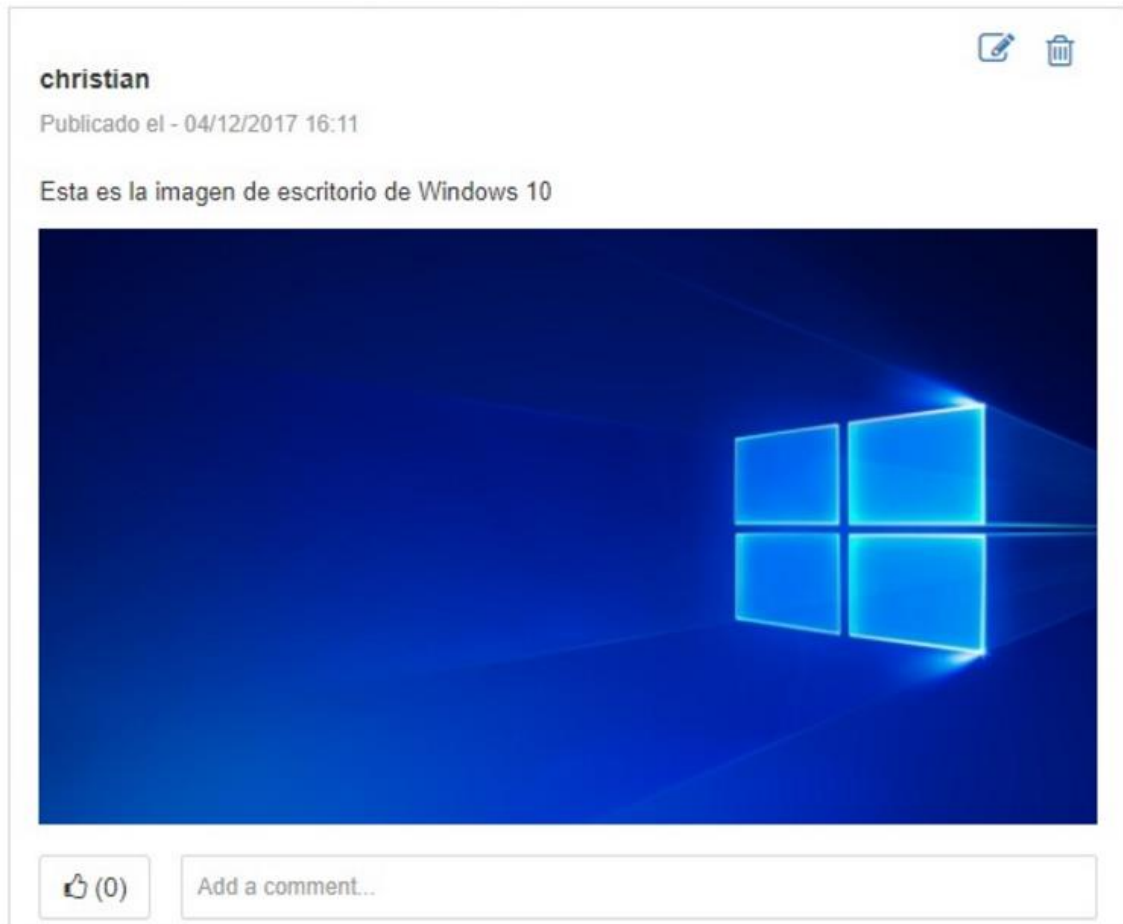 christian
Publicado el - 04/12/2017 16:11
Esta es la imagen de escritorio de Windows 10
(0)
Add a comment...